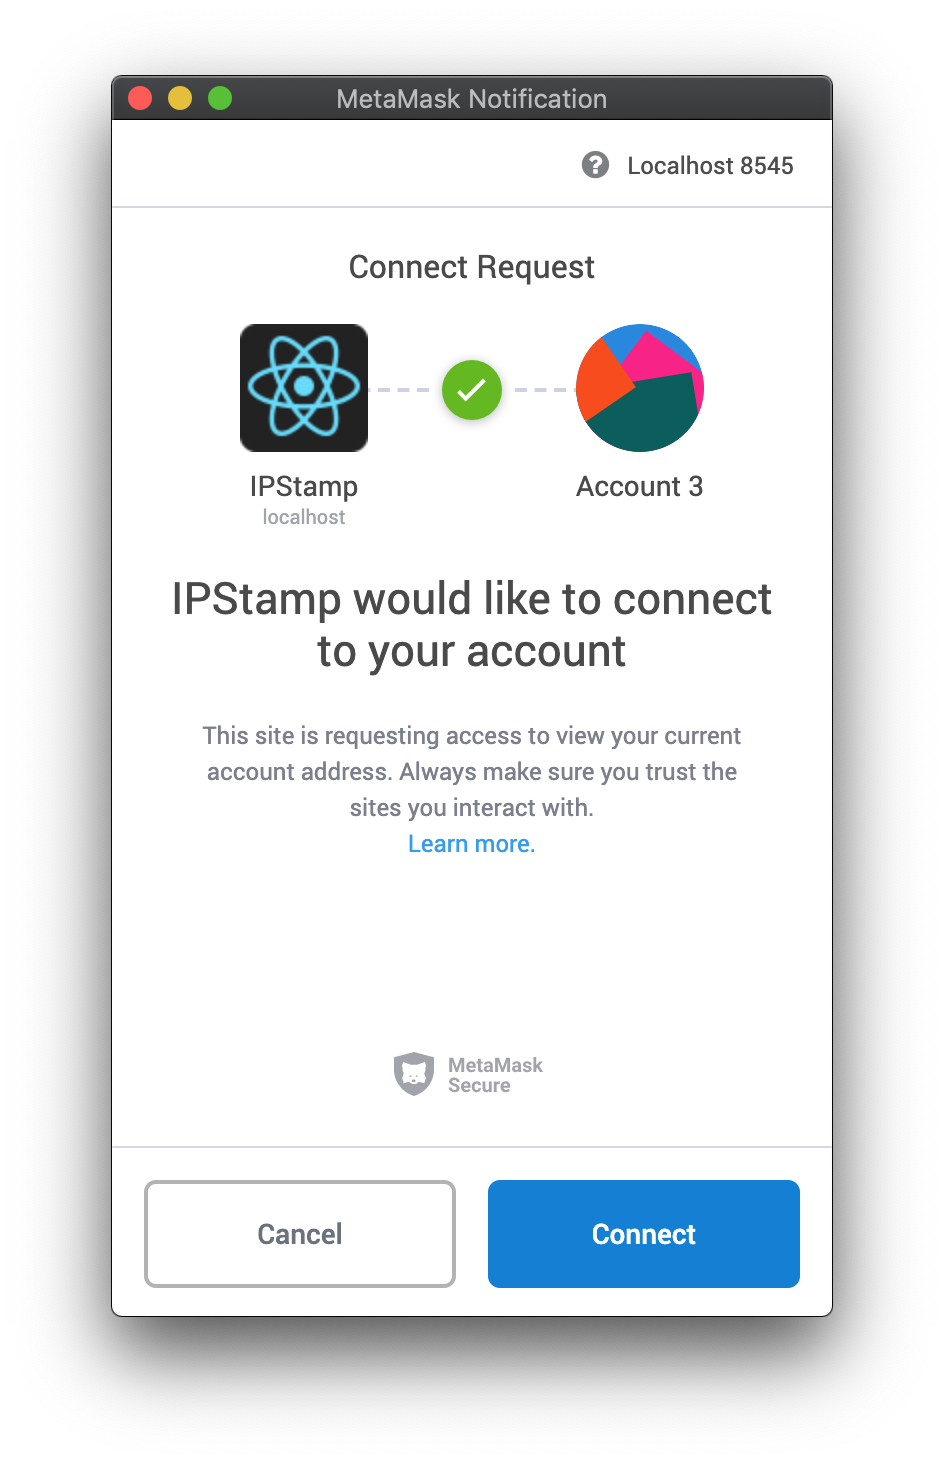 MetaMask Notification
Localhost 8545
Connect Request
IPStamp
localhost
Account 3
IPStamp would like to connect
to your account
This site is requesting access to view your current
account address. Always make sure you trust the
sites you interact with.
Learn more.
MetaMask
Secure
Cancel
Connect